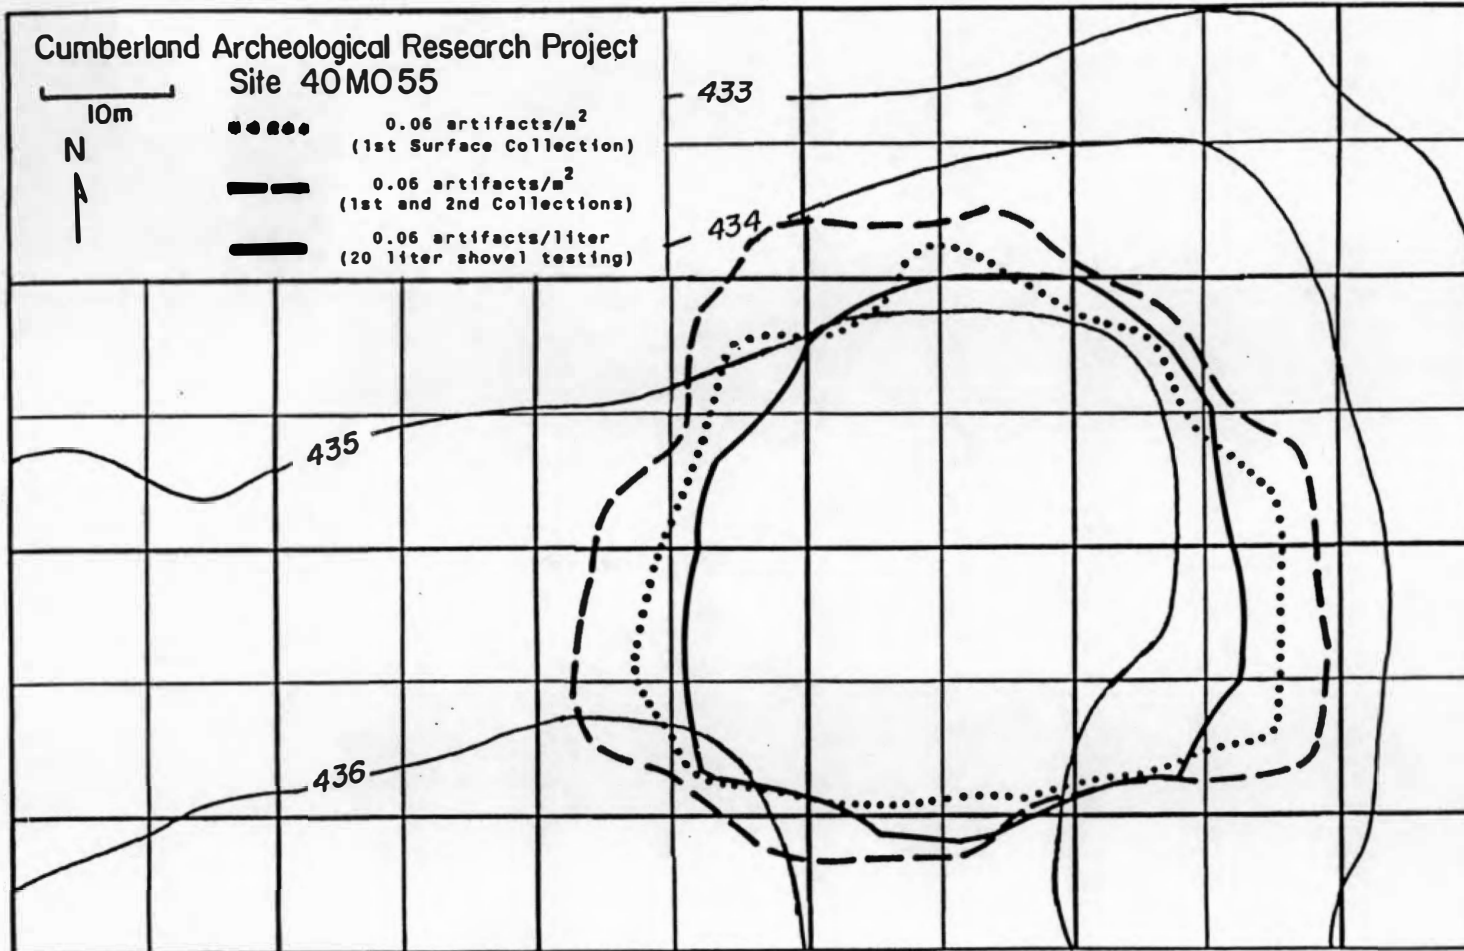 Cumberland Archeological Research Project
Site 40MO55
10m
N
0.06 artifacts/m²
(1st Surface Collection)
0.06 artifacts/m²
(1st and 2nd Collections)
0.06 artifacts/liter
(20 liter shovel testing)
433
434
435
436